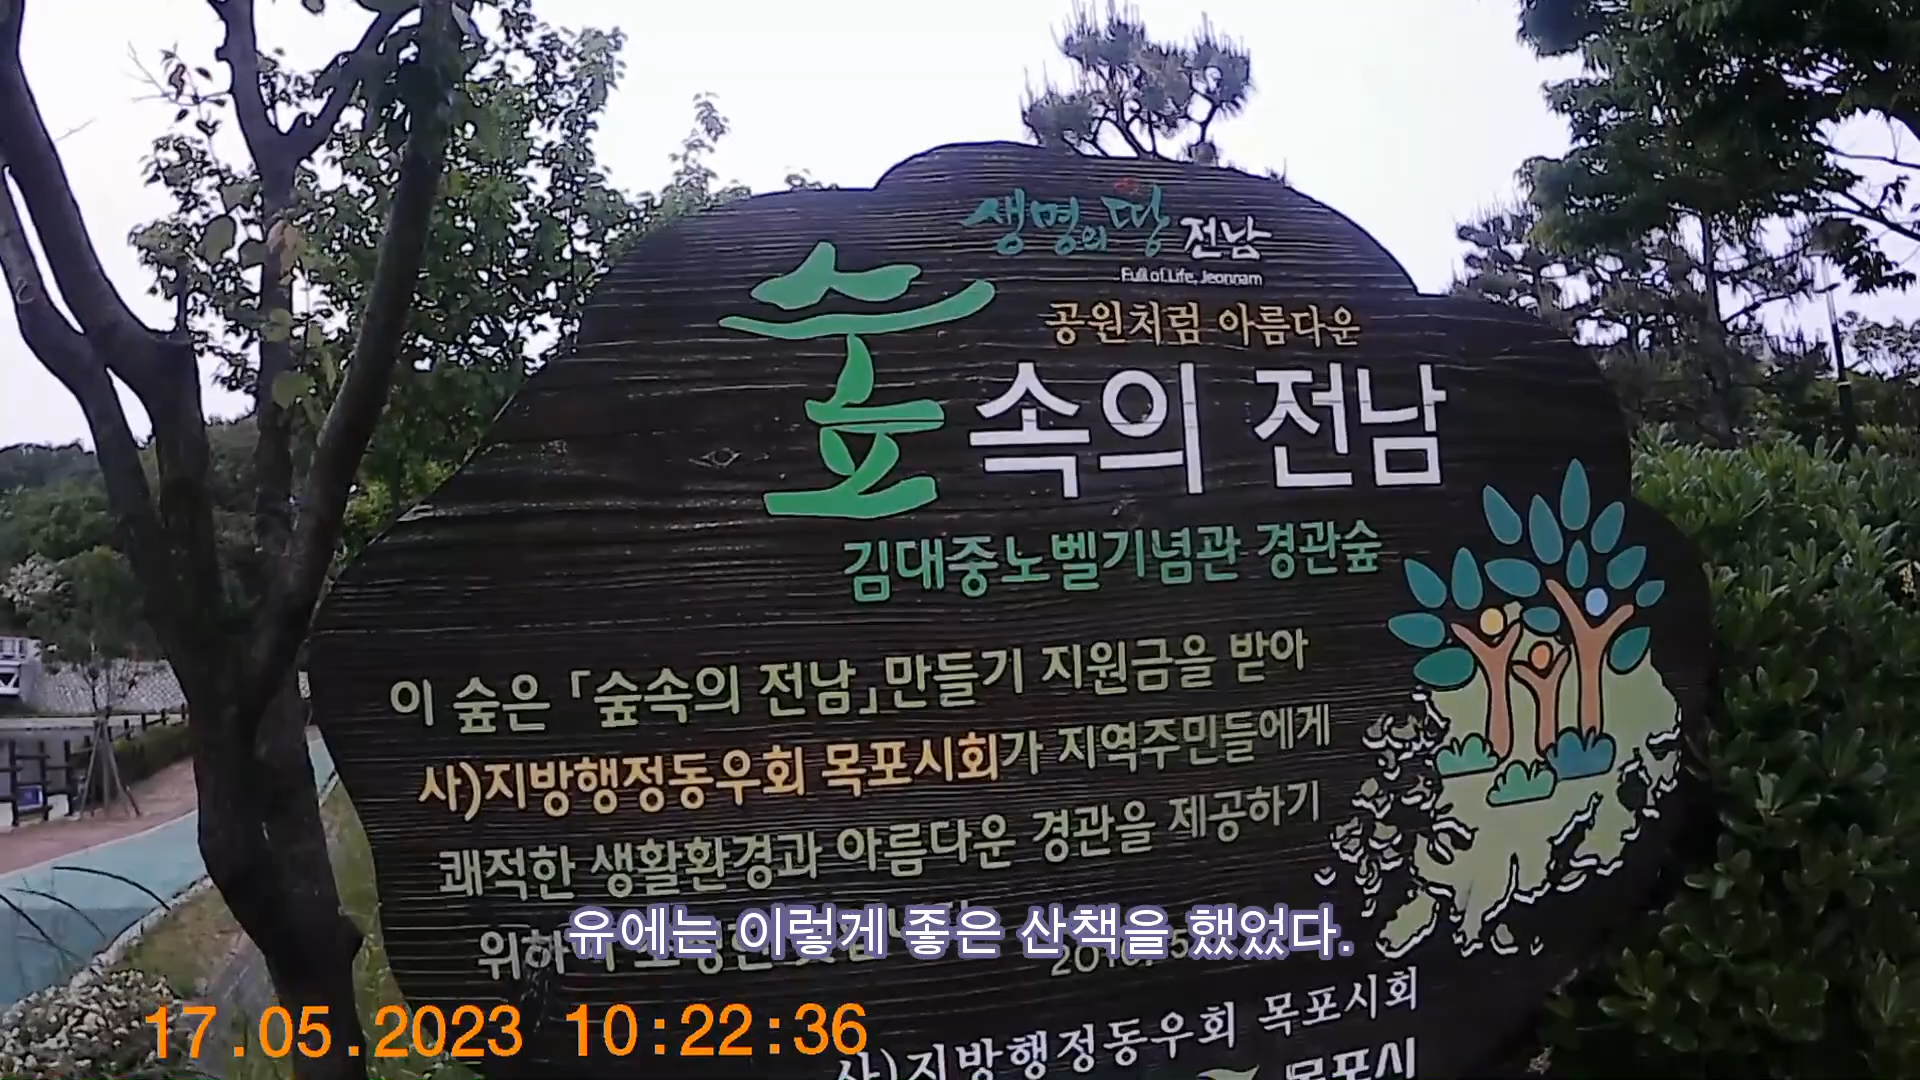 생명의 땅 전남
Full of Life, Jeonnam
공원처럼 아름다운
숲 속의 전남
김대중노벨기념관 경관숲
이 숲은 「숲속의 전남」만들기 지원금을 받아
사)지방행정동우회 목포시회가 지역주민들에게
쾌적한 생활환경과 아름다운 경관을 제공하기
유에는 이렇게 좋은 산책을 했었다.
17.05.2023 10:22:36
사)지방행정동우회 목포시회
목포시